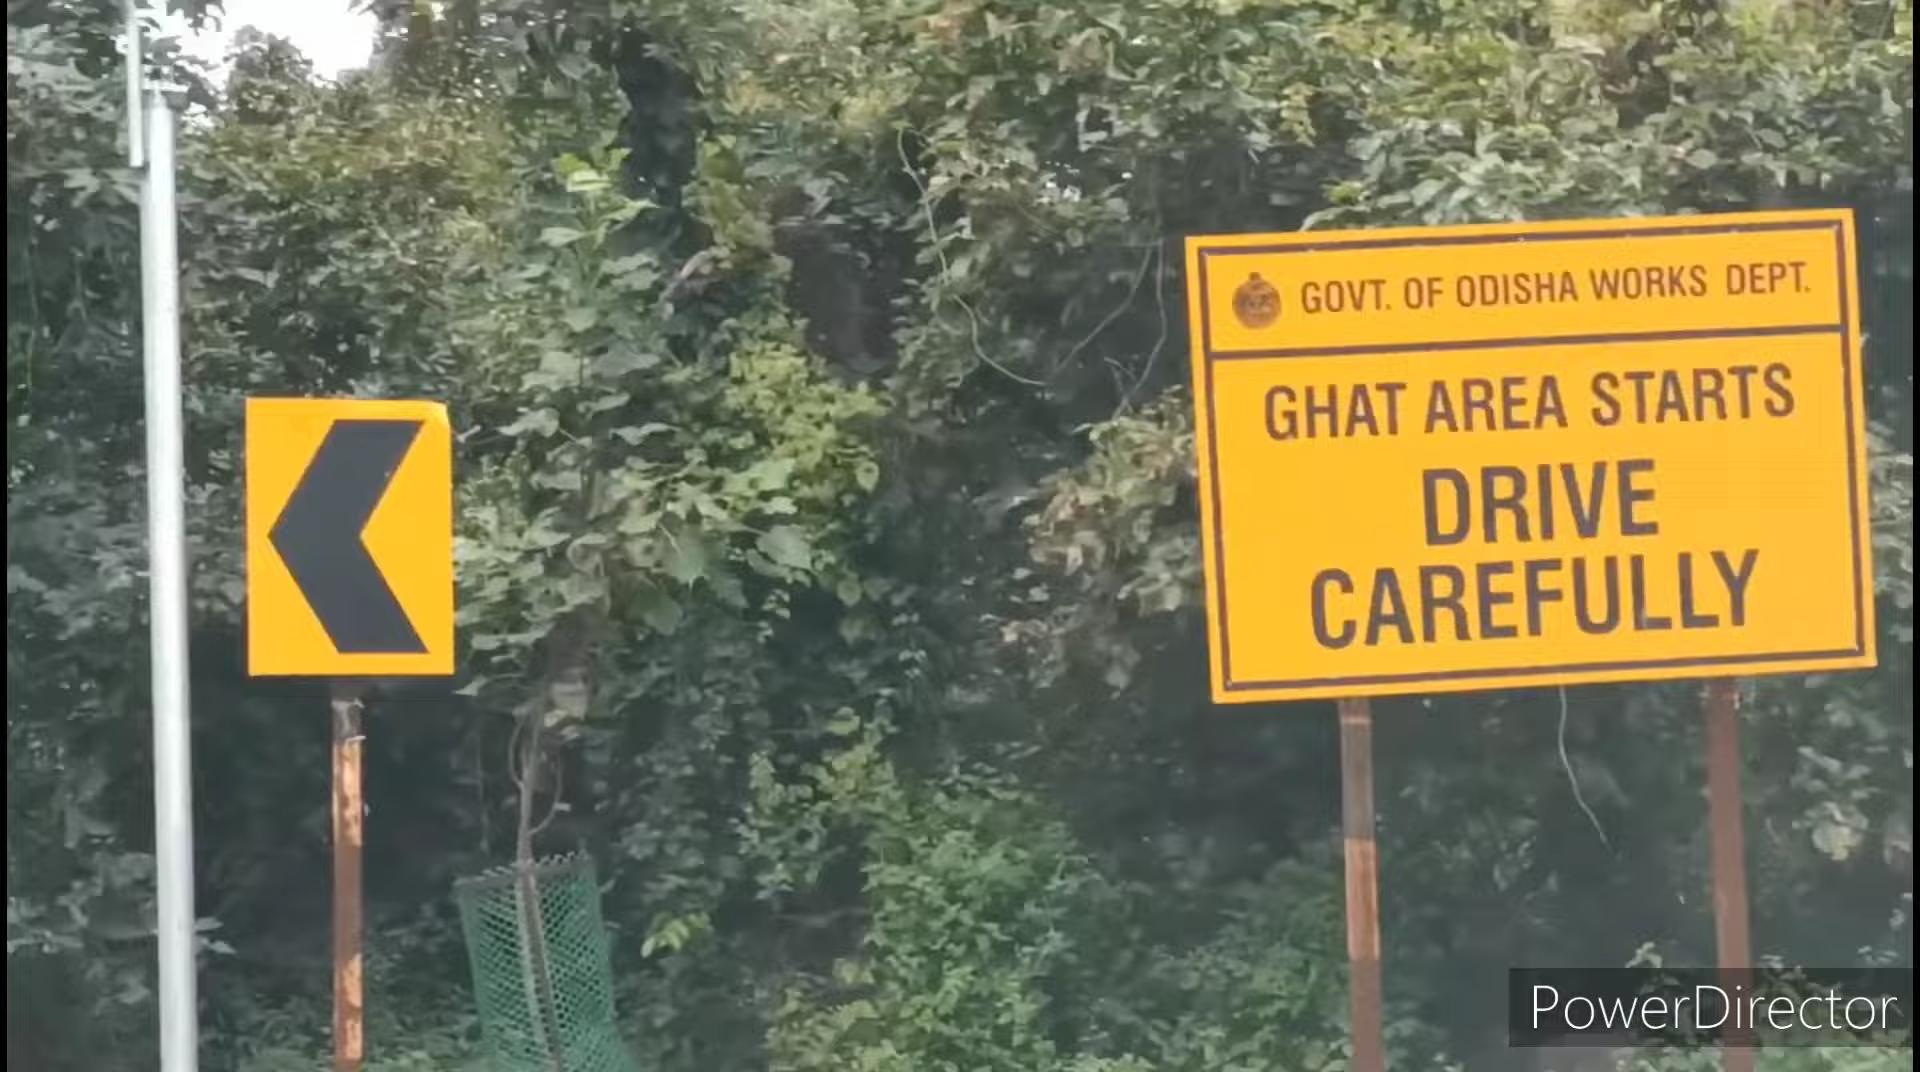 GOVT. OF ODISHA WORKS DEPT.
GHAT AREA STARTS
DRIVE
CAREFULLY
PowerDirector